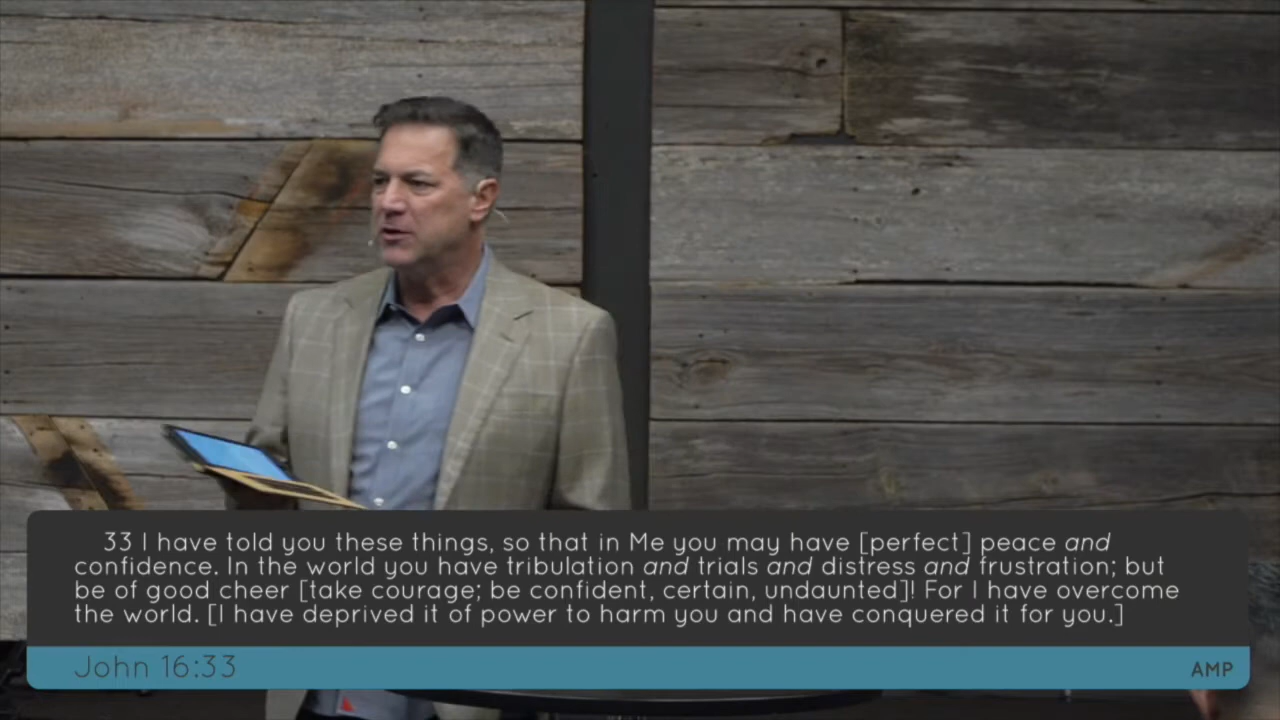 33 I have told you these things, so that in Me you may have [perfect] peace and
confidence. In the world you have tribulation and trials and distress and frustration; but
be of good cheer [take courage; be confident, certain, undaunted]! For I have overcome
the world. [I have deprived it of power to harm you and have conquered it for you.]
John 16:33
AMP